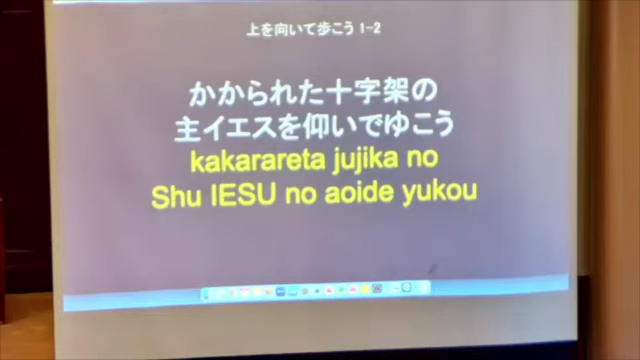 上を向いて歩こう 1-2
かかられた十字架の
主イエスを仰いでゆこう
kakarareta jujika no
Shu IESU no aoide yukou